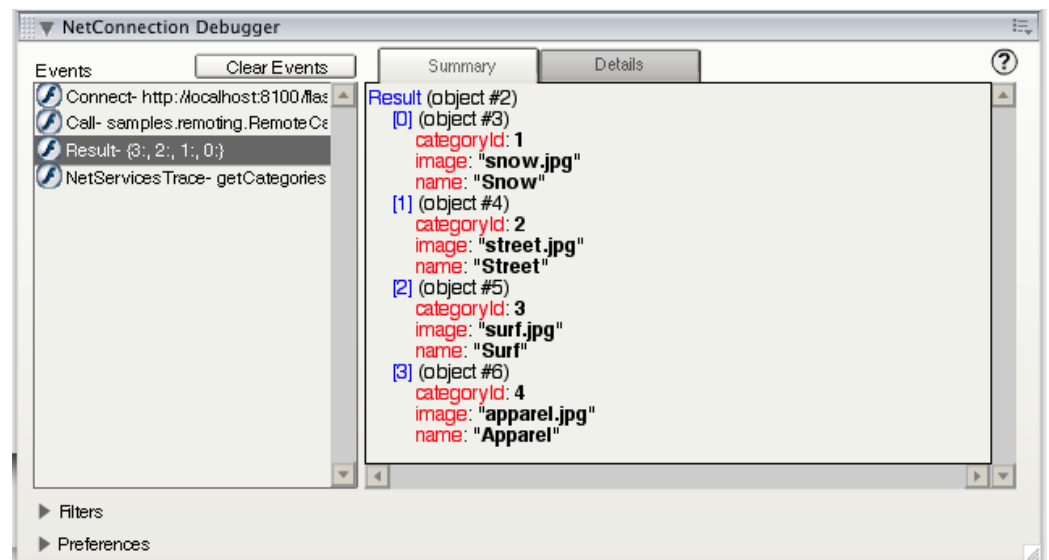 NetConnection Debugger
Events
Clear Events
Summary
Details
?
Connect- http://localhost:8100/flas
Call- samples.remoting.RemoteCa
Result- {3:, 2:, 1:, 0:}
NetServicesTrace- getCategories
Result (object #2)
[0] (object #3)
categoryId: 1
image: "snow.jpg"
name: "Snow"
[1] (object #4)
categoryId: 2
image: "street.jpg"
name: "Street"
[2] (object #5)
categoryId: 3
image: "surf.jpg"
name: "Surf"
[3] (object #6)
categoryId: 4
image: "apparel.jpg"
name: "Apparel"
Filters
Preferences